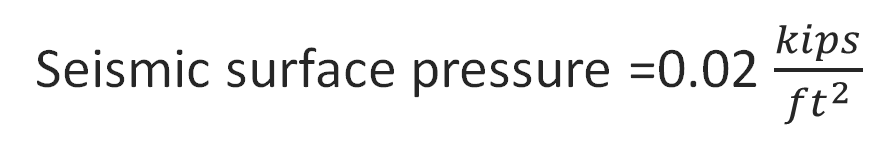 Seismic surface pressure =0.02 kips/ft²